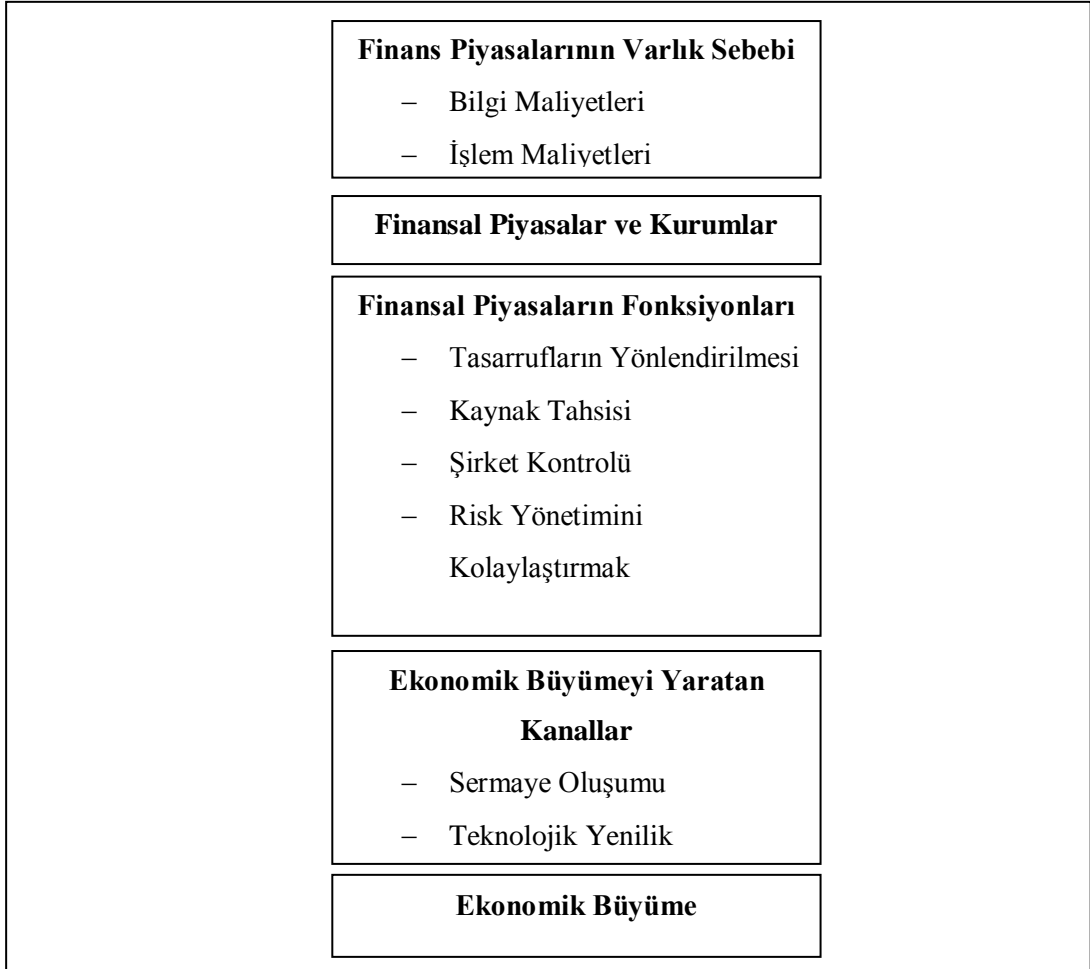 Finans Piyasalarının Varlık Sebebi
– Bilgi Maliyetleri
– İşlem Maliyetleri
Finansal Piyasalar ve Kurumlar
Finansal Piyasaların Fonksiyonları
– Tasarrufların Yönlendirilmesi
– Kaynak Tahsisi
– Şirket Kontrolü
– Risk Yönetimini
Kolaylaştırmak
Ekonomik Büyümeyi Yaratan
Kanallar
– Sermaye Oluşumu
– Teknolojik Yenilik
Ekonomik Büyüme